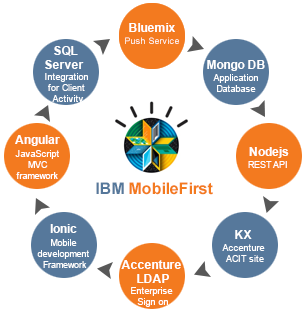 Bluemix
Push Service
Mongo DB
Application
Database
Nodejs
REST API
KX
Accenture
ACIT site
Accenture
LDAP
Enterprise
Sign on
Ionic
Mobile
development
Framework
Angular
JavaScript
MVC
framework
SQL
Server
Integration
for Client
Activity
IBM MobileFirst